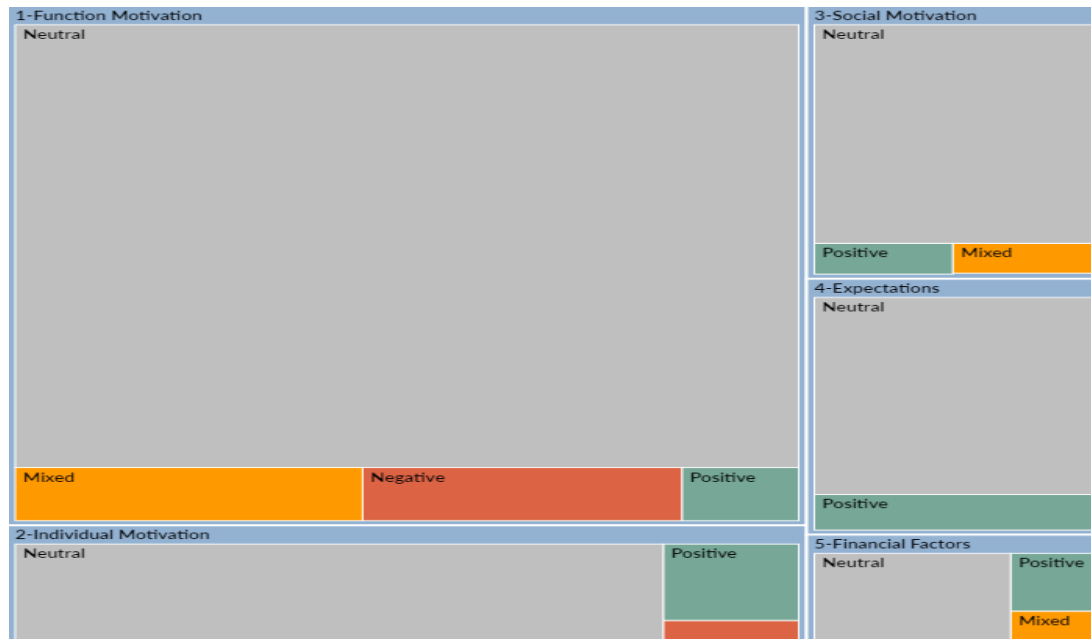 1-Function Motivation
Neutral
Mixed
Negative
Positive
2-Individual Motivation
Neutral
Positive
3-Social Motivation
Neutral
Positive
Mixed
4-Expectations
Neutral
Positive
5-Financial Factors
Neutral
Positive
Mixed